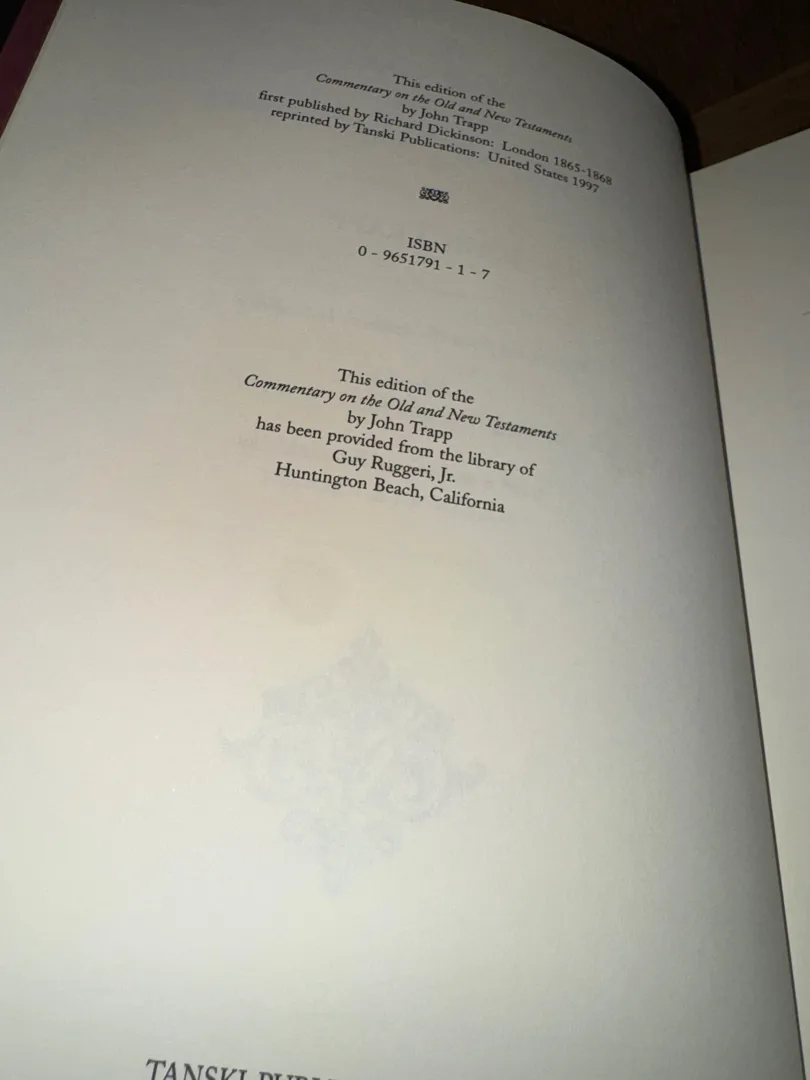 This edition of the
Commentary on the Old and New Testaments
by John Trapp
first published by Richard Dickinson: London 1865-1868
reprinted by Tanski Publications: United States 1997
ISBN
0 - 9651791 - 1 - 7
This edition of the
Commentary on the Old and New Testaments
by John Trapp
has been provided from the library of
Guy Ruggeri, Jr.
Huntington Beach, California
TANSKI